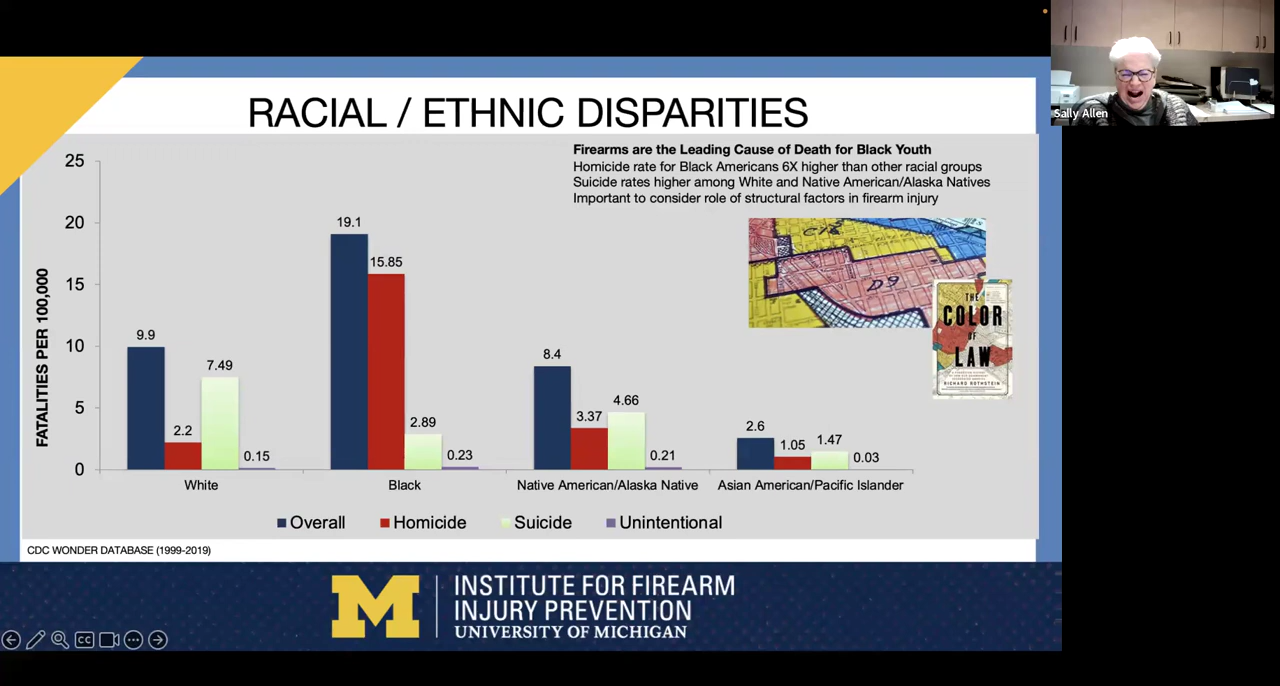 RACIAL / ETHNIC DISPARITIES
Firearms are the Leading Cause of Death for Black Youth
Homicide rate for Black Americans 6X higher than other racial groups
Suicide rates higher among White and Native American/Alaska Natives
Important to consider role of structural factors in firearm injury
FATALITIES PER 100,000
25
20
15
10
5
0
9.9
2.2
7.49
0.15
19.1
15.85
2.89
0.23
8.4
3.37
4.66
0.21
2.6
1.05
1.47
0.03
White
Black
Native American/Alaska Native
Asian American/Pacific Islander
Overall
Homicide
Suicide
Unintentional
D9
THE
COLOR
OF
LAW
RICHARD ROTHSTEIN
CDC WONDER DATABASE (1999-2019)
M
INSTITUTE FOR FIREARM
INJURY PREVENTION
UNIVERSITY OF MICHIGAN
CC
Sally Allen